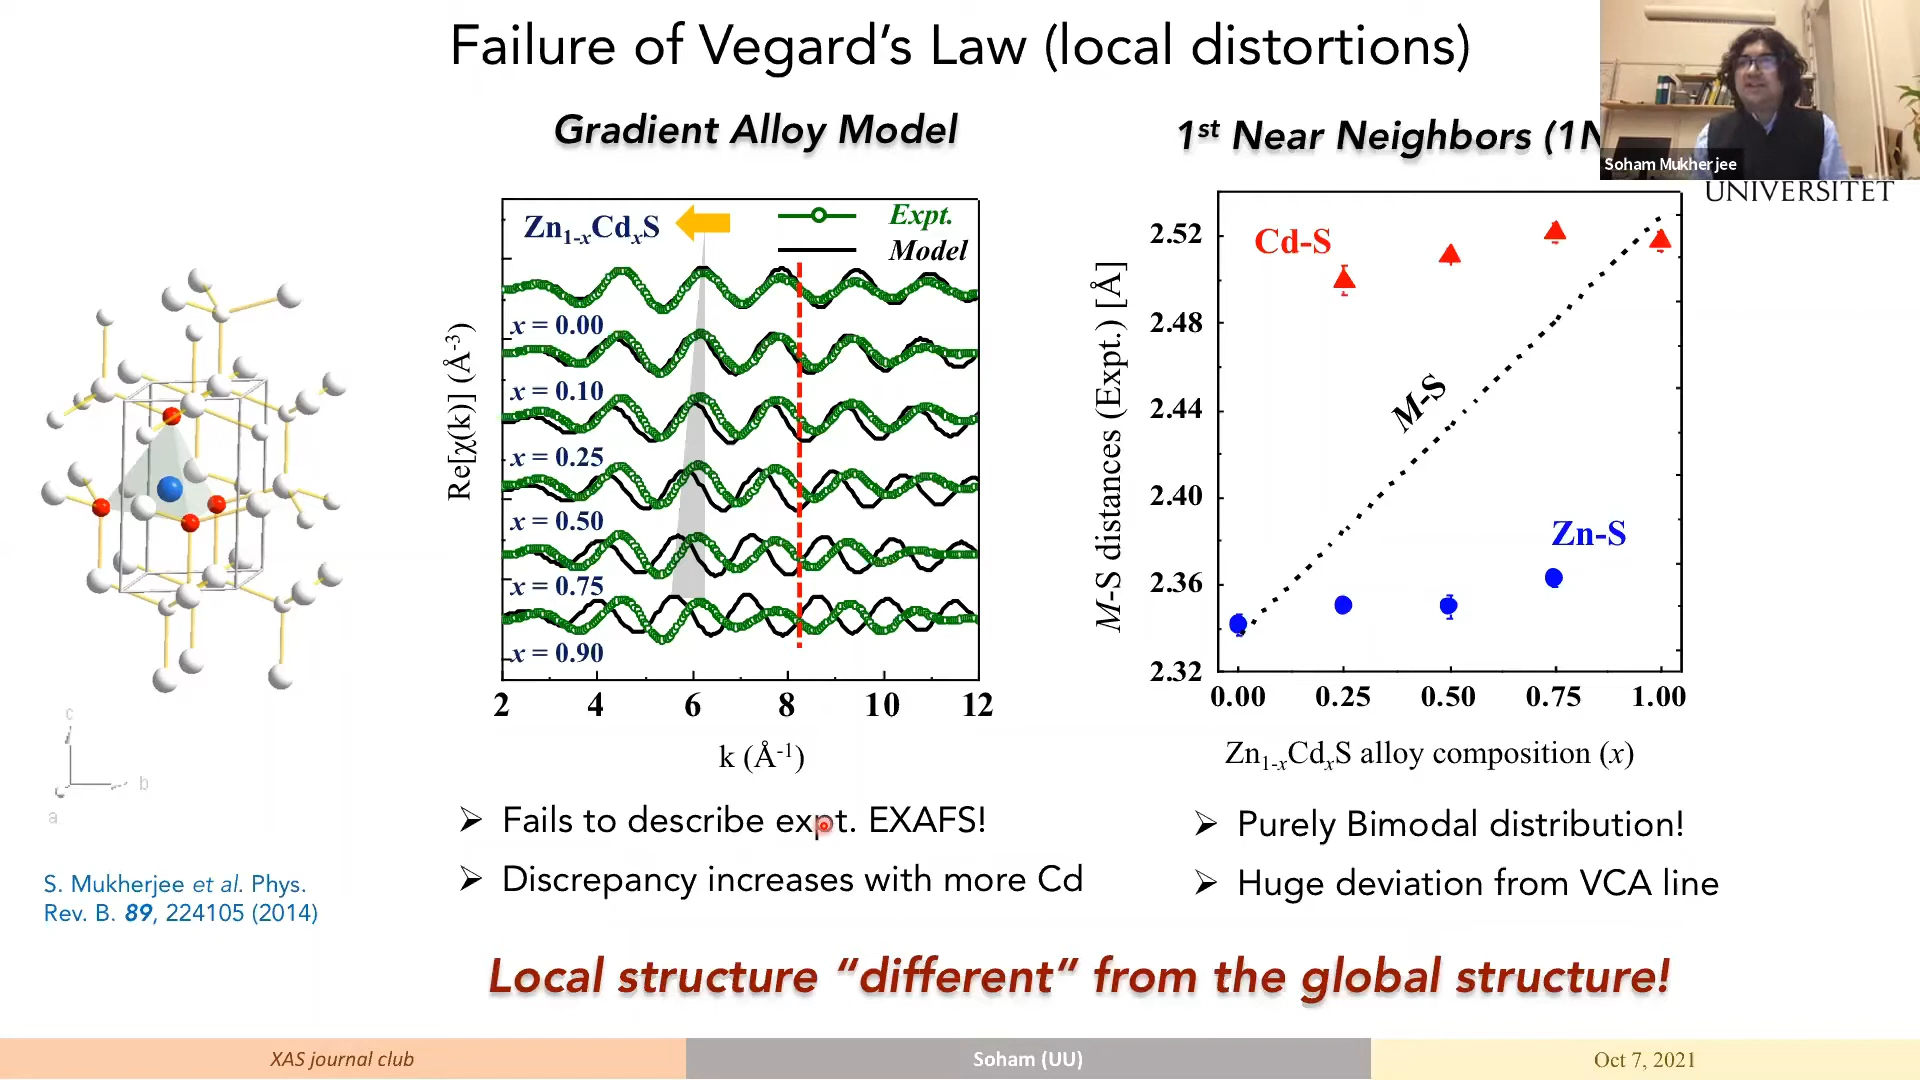 Failure of Vegard's Law (local distortions)
Soham Mukherjee
UNIVERSITET
Gradient Alloy Model
Zn1-xCdxS
Expt.
Model
x = 0.00
x = 0.10
x = 0.25
x = 0.50
x = 0.75
x = 0.90
Re[χ(k)] (Å-3)
2 4 6 8 10 12
k (Å-1)
➢ Fails to describe expt. EXAFS!
➢ Discrepancy increases with more Cd
1st Near Neighbors (1N
M-S distances (Expt.) [Å]
2.52
2.48
2.44
2.40
2.36
2.32
Cd-S
M-S
Zn-S
0.00 0.25 0.50 0.75 1.00
Zn1-xCdxS alloy composition (x)
➢ Purely Bimodal distribution!
➢ Huge deviation from VCA line
c
b
a
S. Mukherjee et al. Phys.
Rev. B. 89, 224105 (2014)
Local structure “different” from the global structure!
XAS journal club
Soham (UU)
Oct 7, 2021